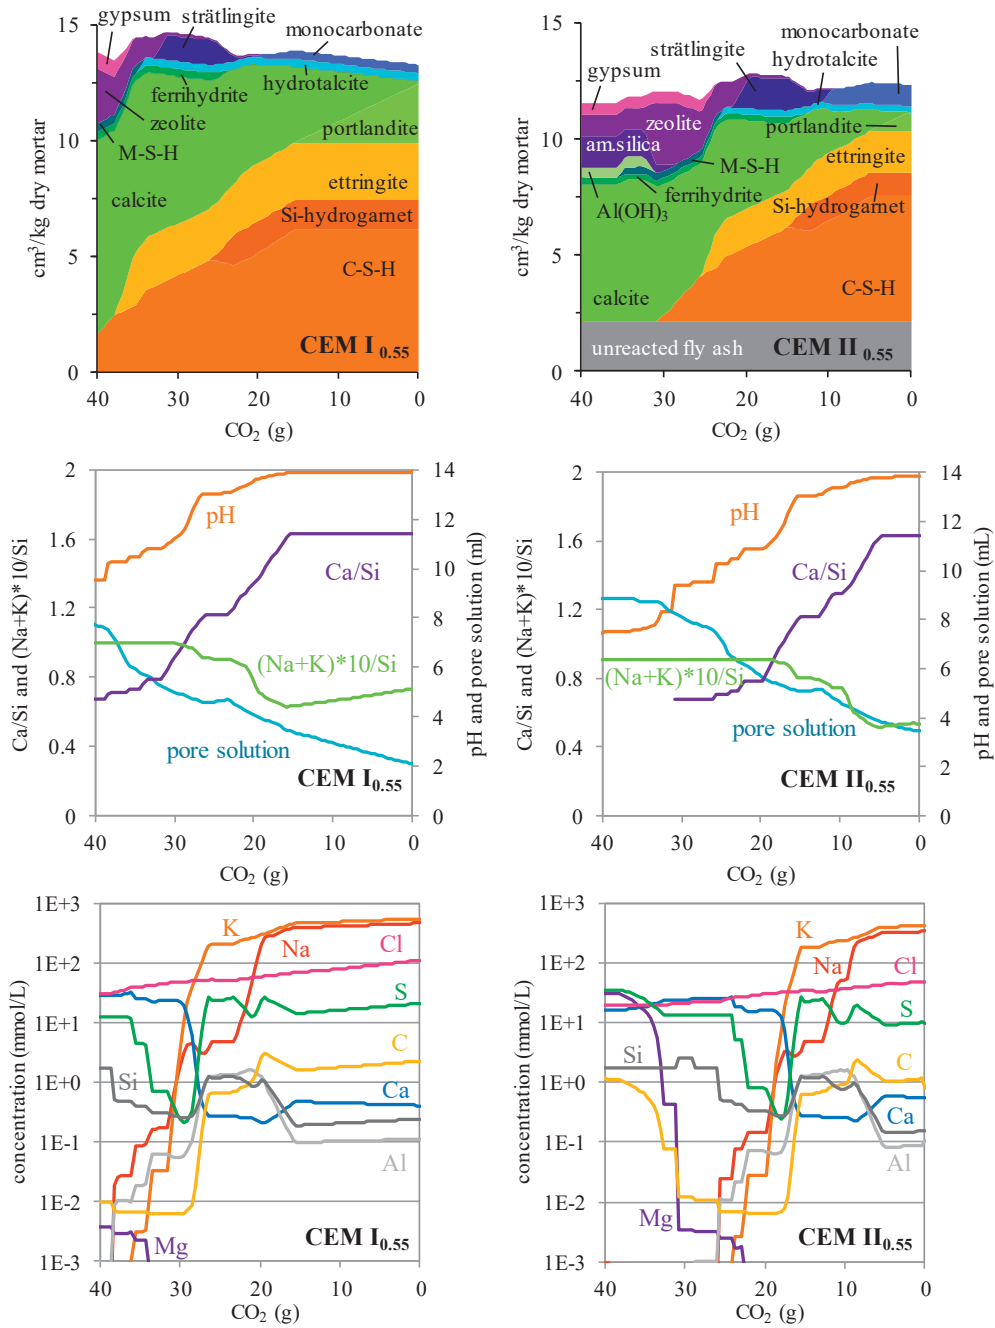 15
10
5
0
cm³/kg dry mortar
gypsum
strätlingite
monocarbonate
hydrotalcite
ferrihydrite
zeolite
M-S-H
portlandite
calcite
ettringite
Si-hydrogarnet
C-S-H
CEM I 0.55
40 30 20 10 0
CO₂ (g)
15
10
5
0
cm³/kg dry mortar
monocarbonate
strätlingite
hydrotalcite
gypsum
zeolite
portlandite
am.silica
M-S-H
ettringite
ferrihydrite
Al(OH)₃
Si-hydrogarnet
C-S-H
calcite
unreacted fly ash
CEM II 0.55
40 30 20 10 0
CO₂ (g)
2
1.6
1.2
0.8
0.4
0
Ca/Si and (Na+K)*10/Si
pH
Ca/Si
(Na+K)*10/Si
pore solution
CEM I0.55
14
12
10
8
6
4
2
0
pH and pore solution (ml)
40 30 20 10 0
CO₂ (g)
2
1.6
1.2
0.8
0.4
0
Ca/Si and (Na+K)*10/Si
pH
Ca/Si
(Na+K)*10/Si
pore solution
CEM II0.55
14
12
10
8
6
4
2
0
pH and pore solution (mL)
40 30 20 10 0
CO₂ (g)
1E+3
1E+2
1E+1
1E+0
1E-1
1E-2
1E-3
concentration (mmol/L)
K
Na
Cl
S
C
Si
Ca
Al
Mg
CEM I0.55
40 30 20 10 0
CO₂ (g)
1E+3
1E+2
1E+1
1E+0
1E-1
1E-2
1E-3
concentration (mmol/L)
K
Na
Cl
S
Si
C
Ca
Al
Mg
CEM II0.55
40 30 20 10 0
CO₂ (g)